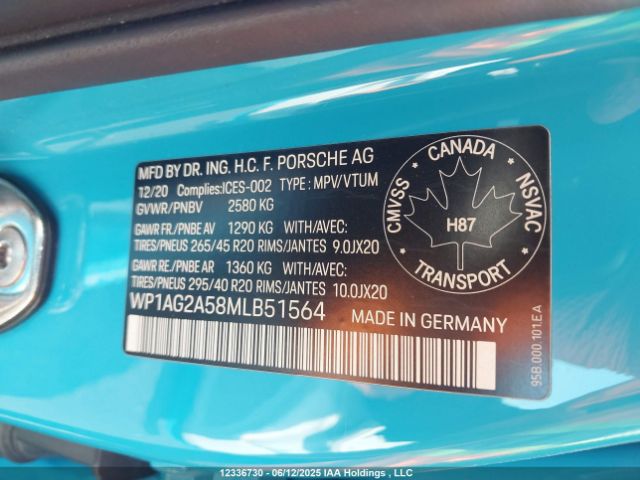 MFD BY DR. ING. H.C. F. PORSCHE AG
12/20 Complies:ICES-002 TYPE : MPV/VTUM
GVWR/PNBV 2580 KG
GAWR FR./PNBE AV 1290 KG WITH/AVEC:
TIRES/PNEUS 265/45 R20 RIMS/JANTES 9.0JX20
GAWR RE./PNBE AR 1360 KG WITH/AVEC:
TIRES/PNEUS 295/40 R20 RIMS/JANTES 10.0JX20
WP1AG2A58MLB51564 MADE IN GERMANY
CANADA
CMVSS
NSVAC
H87
TRANSPORT
95B.000.101.EA
12336730 - 06/12/2025 IAA Holdings , LLC